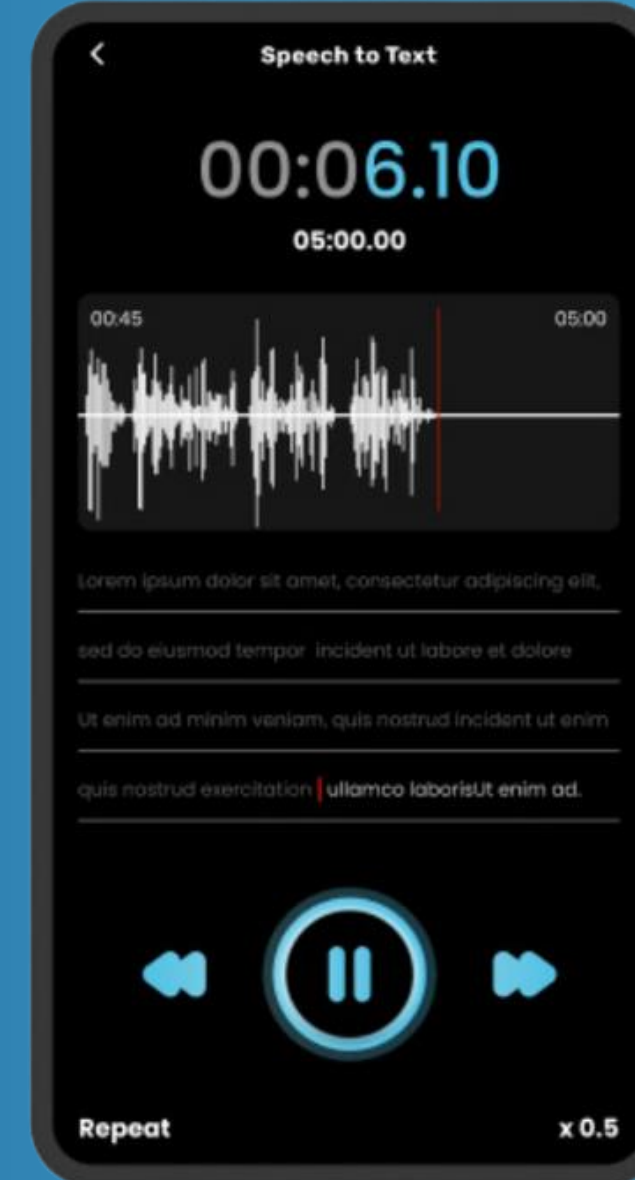 Speech to Text
00:06.10
05:00.00
00:45 05:00
Lorem ipsum dolor sit amet, consectetur adipiscing elit,
sed do eiusmod tempor incident ut labore et dolore
Ut enim ad minim veniam, quis nostrud incident ut enim
quis nostrud exercitation ullamco laborisUt enim ad.
Repeat x 0.5